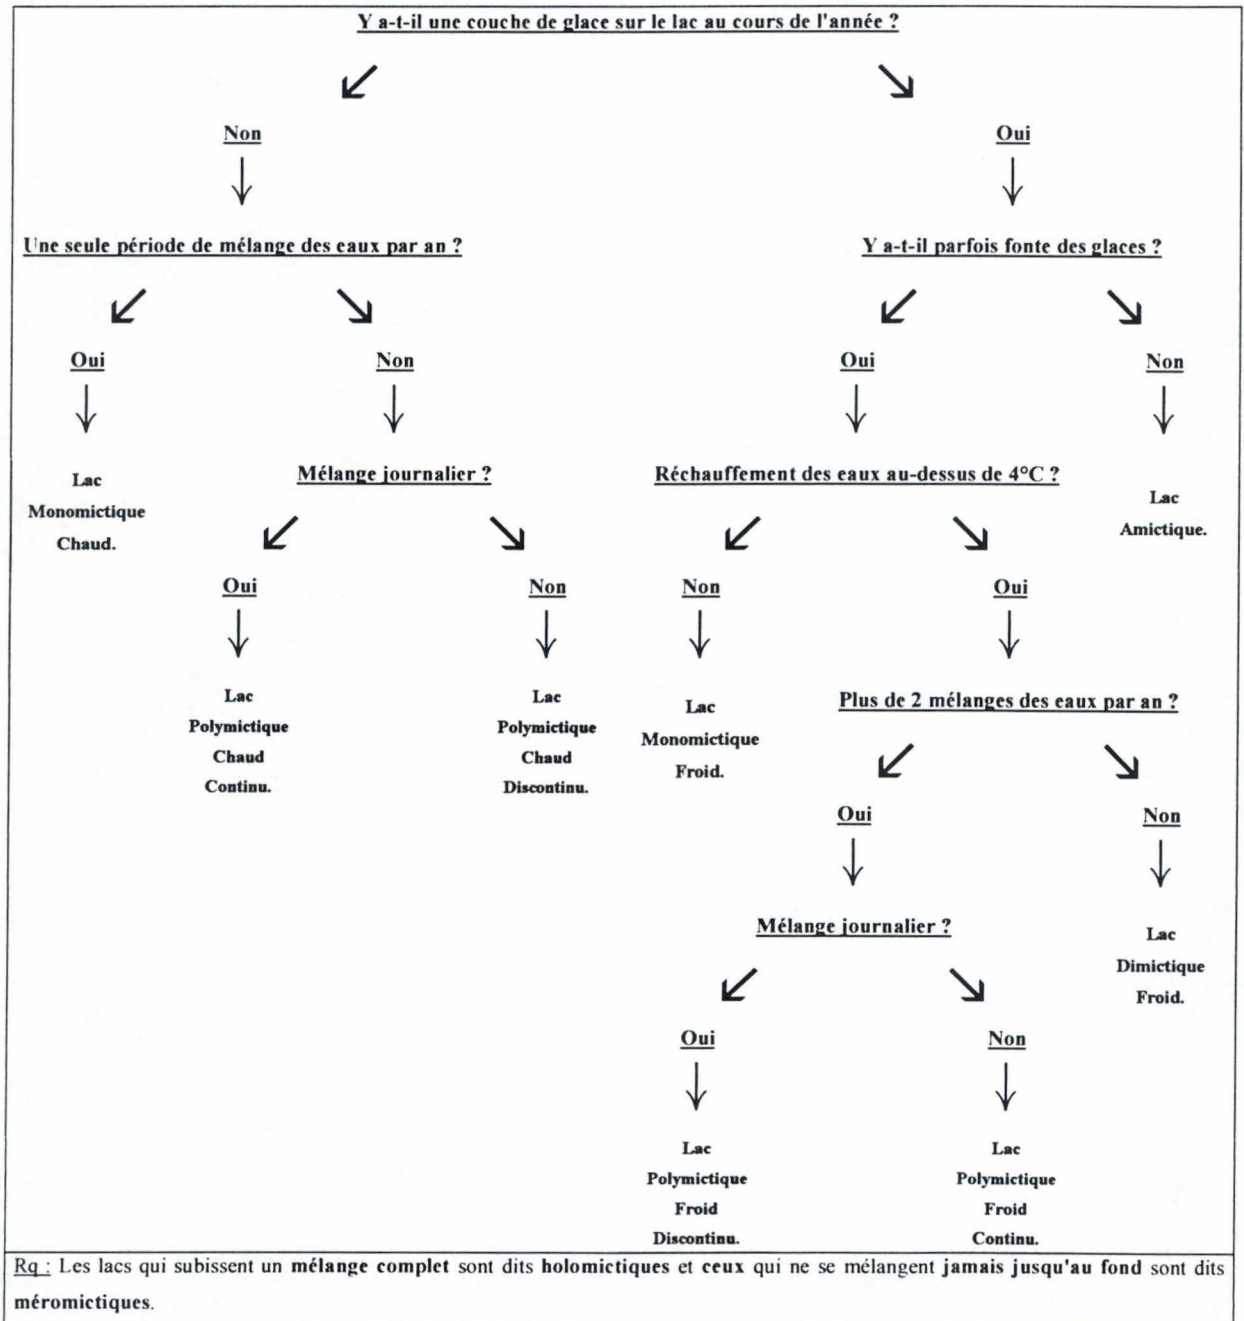 Y a-t-il une couche de glace sur le lac au cours de l'année ?
Non
Oui
Une seule période de mélange des eaux par an ?
Y a-t-il parfois fonte des glaces ?
Oui
Non
Oui
Non
Lac
Monomictique
Chaud.
Mélange journalier ?
Réchauffement des eaux au-dessus de 4°C ?
Lac
Amictique.
Oui
Non
Non
Oui
Lac
Polymictique
Chaud
Continu.
Lac
Polymictique
Chaud
Discontinu.
Lac
Monomictique
Froid.
Plus de 2 mélanges des eaux par an ?
Oui
Non
Mélange journalier ?
Lac
Dimictique
Froid.
Oui
Non
Lac
Polymictique
Froid
Discontinu.
Lac
Polymictique
Froid
Continu.
Rq : Les lacs qui subissent un mélange complet sont dits holomictiques et ceux qui ne se mélangent jamais jusqu'au fond sont dits
méromictiques.